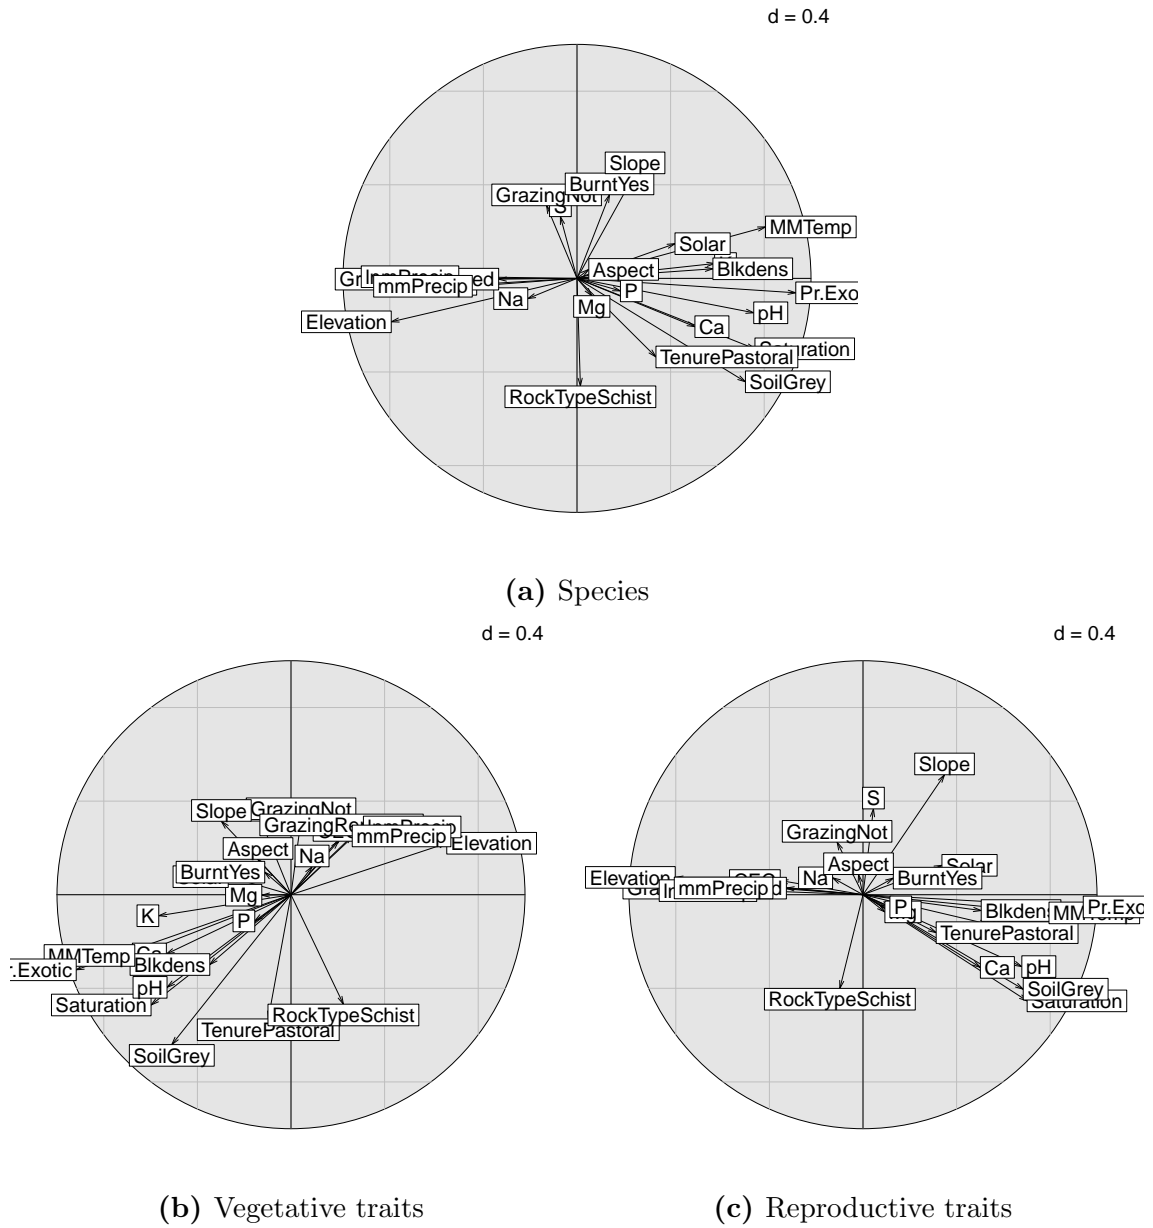 d = 0.4
Slope
BurntYes
GrazingNot
S
MMTemp
Solar
Blkdens
Aspect
mmPrecip
P
Pr.Exo
Na
Mg
pH
Elevation
Ca
TenurePastoral
SoilGrey
RockTypeSchist
(a) Species
d = 0.4
d = 0.4
Slope
GrazingNot
mmPrecip
Elevation
Aspect
Na
BurntYes
Mg
K
P
MMTemp
Blkdens
r.Exotic
pH
Saturation
RockTypeSchist
TenurePastoral
SoilGrey
Slope
S
GrazingNot
Aspect
Solar
Elevation
Na
BurntYes
mmPrecip
P
Blkdens
Pr.Exo
TenurePastoral
Ca
pH
SoilGrey
Saturation
RockTypeSchist
(b) Vegetative traits
(c) Reproductive traits